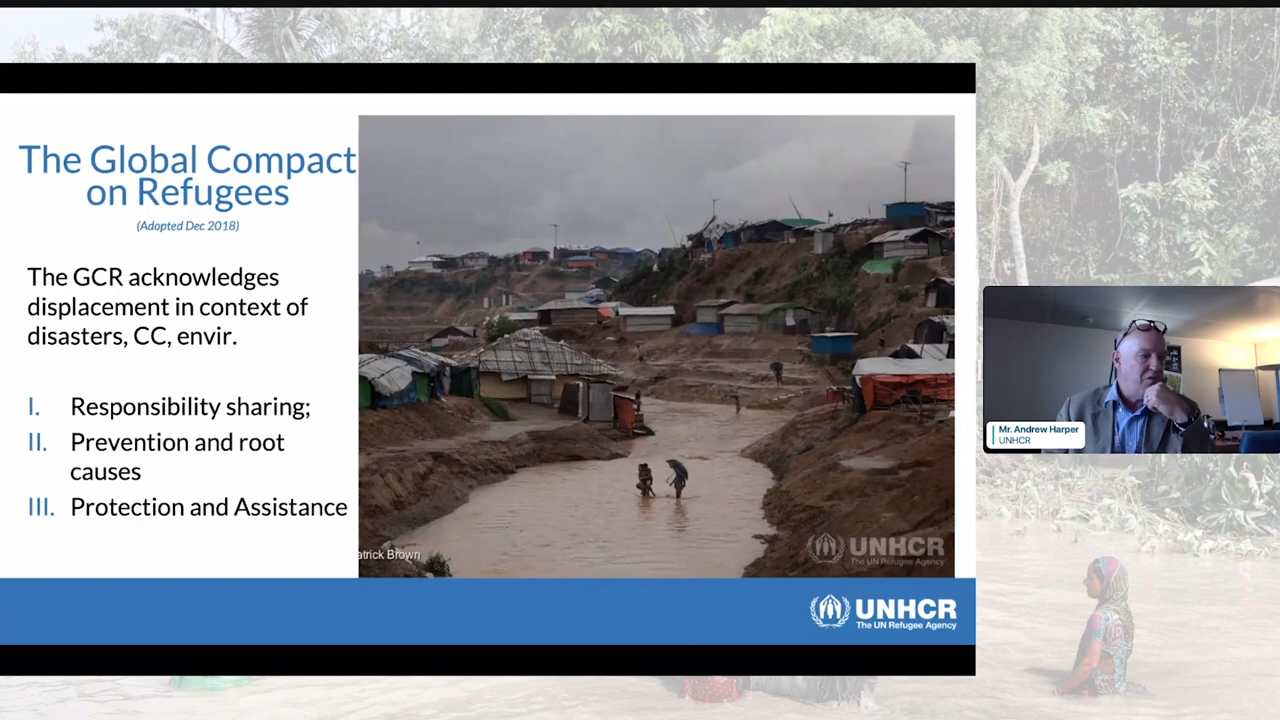 The Global Compact
on Refugees
(Adopted Dec 2018)
The GCR acknowledges
displacement in context of
disasters, CC, envir.
I. Responsibility sharing;
II. Prevention and root
causes
III. Protection and Assistance
atrick Brown
UNHCR
The UN Refugee Agency
UNHCR
The UN Refugee Agency
Mr. Andrew Harper
UNHCR